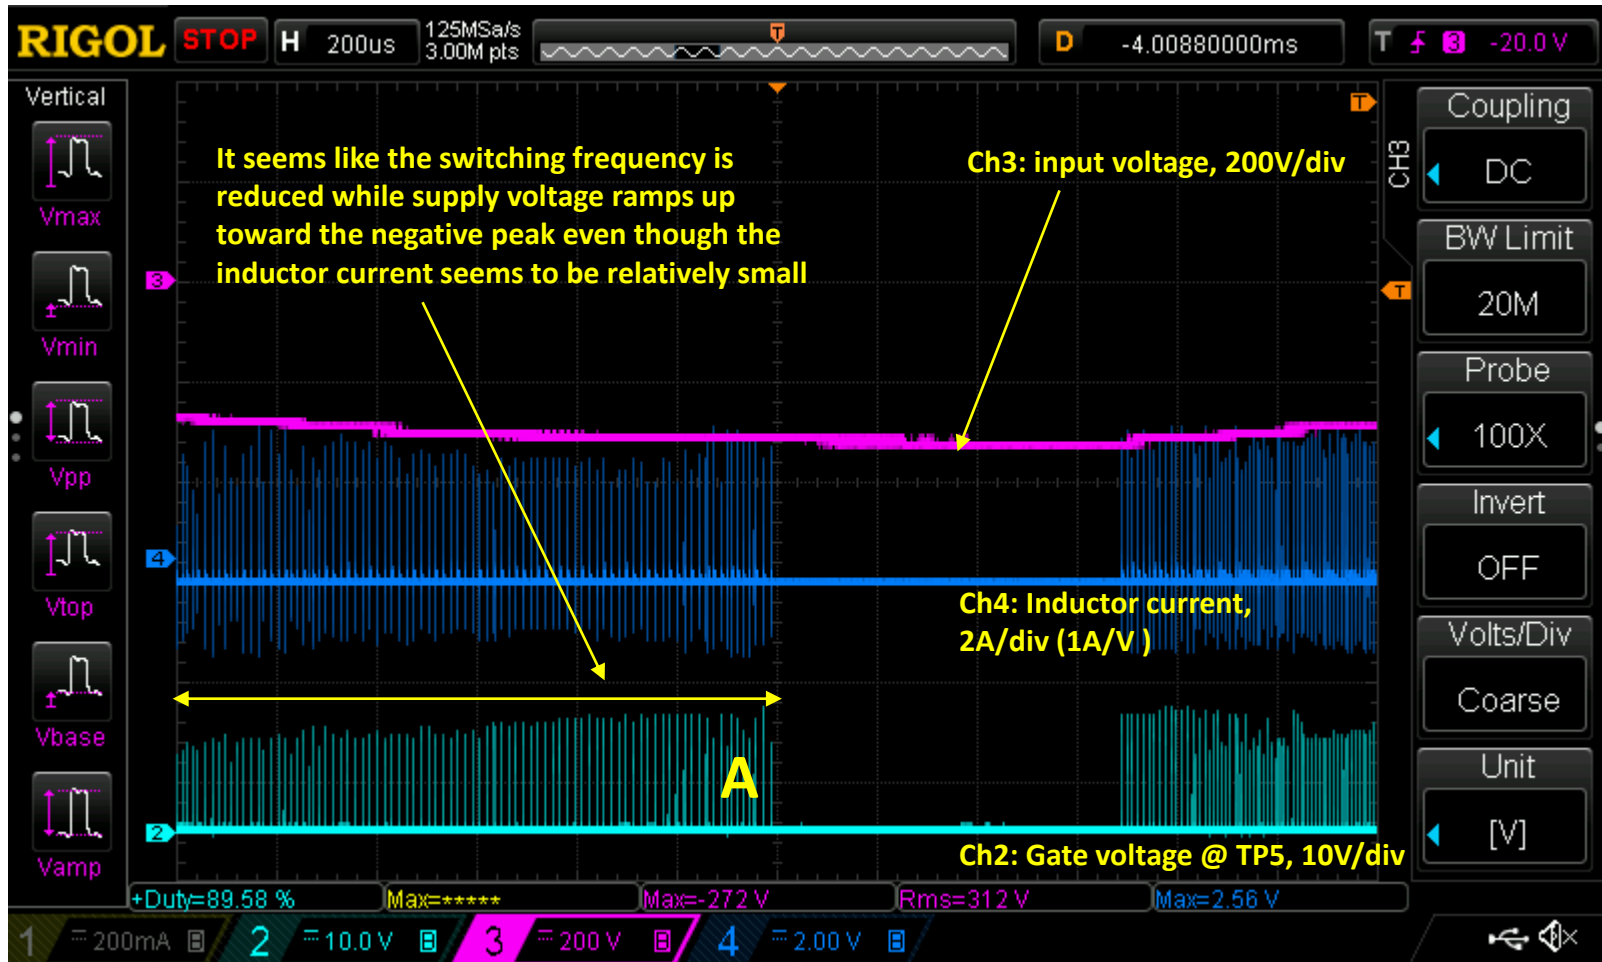 RIGOL STOP H 200us 125MSa/s
3.00M pts
T
D -4.00880000ms T 3 -20.0 V
Vertical
Vmax
Vmin
Vpp
Vtop
Vbase
Vamp
It seems like the switching frequency is
reduced while supply voltage ramps up
toward the negative peak even though the
inductor current seems to be relatively small
Ch3: input voltage, 200V/div
T
T
3
4
2
A
Ch4: Inductor current,
2A/div (1A/V )
Ch2: Gate voltage @ TP5, 10V/div
CH3
Coupling
DC
BW Limit
20M
Probe
100X
Invert
OFF
Volts/Div
Coarse
Unit
[V]
+Duty=89.58 % Max=***** Max=-272 V Rms=312 V Max=2.56 V
1 200mA B 2 10.0 V B 3 200 V B 4 2.00 V B